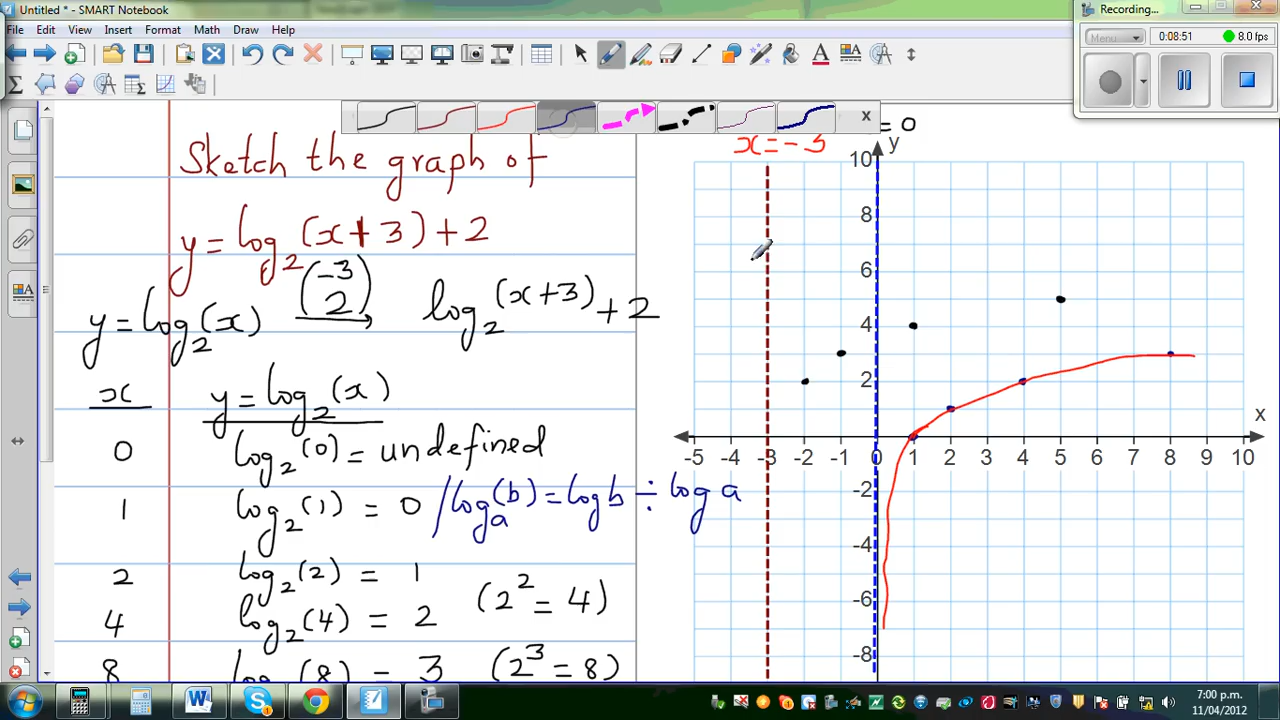 Untitled * - SMART Notebook
File Edit View Insert Format Math Draw Help
Recording...
Menu 0:08:51 8.0 fps
x
= 0
x = -3
Sketch the graph of
y = log₂(x+3)+2
y = log₂(x) (-3 2) → log₂(x+3)+2
x y = log₂(x)
0 log₂(0) = undefined
1 log₂(1) = 0 / logₐ(b) = log b ÷ log a
2 log₂(2) = 1
4 log₂(4) = 2 (2² = 4)
8 log₂(8) = 3 (2³ = 8)
y
10
8
6
4
2
x
-5 -4 -3 -2 -1 0 1 2 3 4 5 6 7 8 9 10
-2
-4
-6
-8
7:00 p.m.
11/04/2012